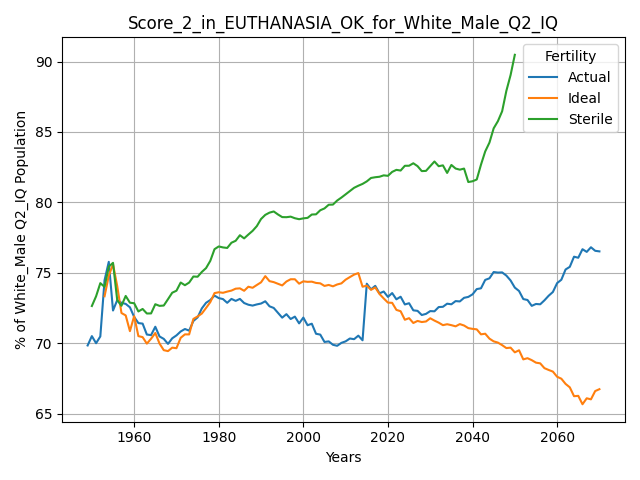 Score_2_in_EUTHANASIA_OK_for_White_Male_Q2_IQ
% of White_Male Q2_IQ Population
90
85
80
75
70
65
Fertility
Actual
Ideal
Sterile
1960 1980 2000 2020 2040 2060
Years